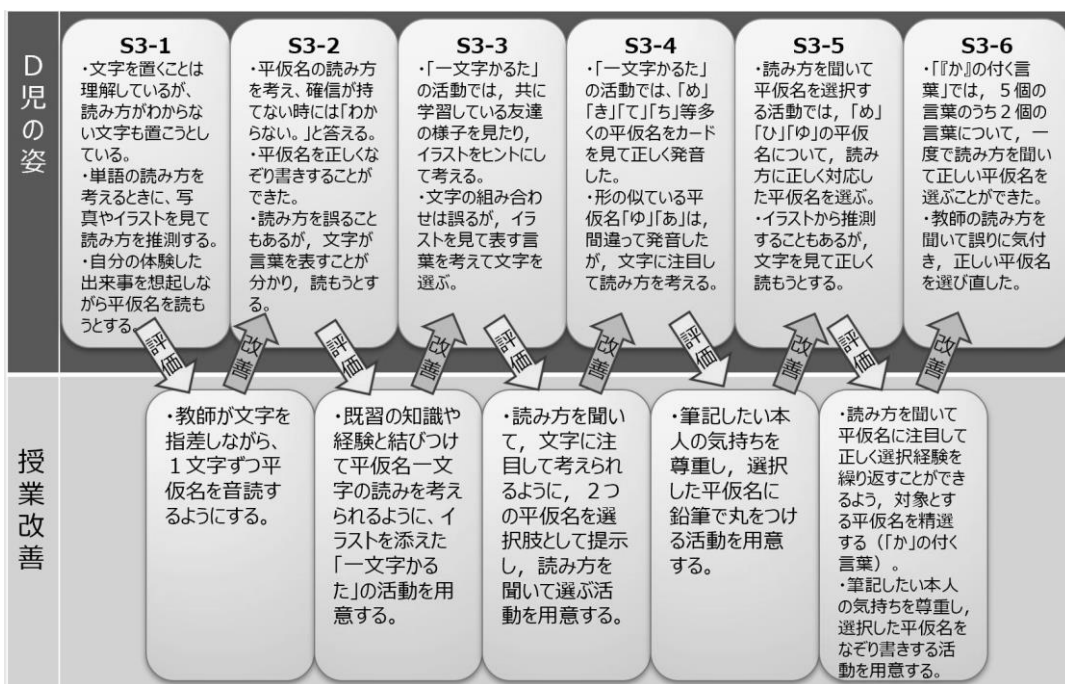 D児の姿
S3-1
・文字を置くことは
理解しているが、
読み方がわからな
い文字も置こうとし
ている。
・単語の読み方を
考えるときに、写
真やイラストを見て
読み方を推測する。
・自分の体験した
出来事を想起しな
がら平仮名を読も
うとする。
S3-2
・平仮名の読み方
を考え、確信が持
てない時には「わか
らない。」と答える。
・平仮名を正しくな
ぞり書きすることが
できた。
・読み方を誤ること
もあるが，文字が
言葉を表すことが
分かり，読もうとす
る。
S3-3
・「一文字かるた」
の活動では，共に
学習している友達
の様子を見たり，
イラストをヒントにし
て考える。
・文字の組み合わ
せは誤るが，イラ
ストを見て表す言
葉を考えて文字を
選ぶ。
S3-4
・「一文字かるた」
の活動では、「め」
「き」「て」「ち」等多
くの平仮名をカード
を見て正しく発音
した。
・形の似ている平
仮名「ゆ」「あ」は，
間違って発音した
が，文字に注目し
て読み方を考える。
S3-5
・読み方を聞いて
平仮名を選択す
る活動では，「め」
「ひ」「ゆ」の平仮
名について，読み
方に正しく対応し
た平仮名を選ぶ。
・イラストから推測
することもあるが，
文字を見て正しく
読もうとする。
S3-6
・「『か』の付く言
葉」では，５個の
言葉のうち２個の
言葉について，一
度で読み方を聞い
て正しい平仮名を
選ぶことができた。
・教師の読み方を
聞いて誤りに気付
き，正しい平仮名
を選び直した。
評価
改善
評価
改善
評価
改善
評価
改善
評価
改善
授業改善
・教師が文字を
指差しながら、
１文字ずつ平
仮名を音読す
るようにする。
・既習の知識や
経験と結びつけ
て平仮名一文
字の読みを考え
られるように、イ
ラストを添えた
「一文字かる
た」の活動を用
意する。
・読み方を聞い
て，文字に注
目して考えられ
るように，２つ
の平仮名を選
択肢として提示
し，読み方を
聞いて選ぶ活
動を用意する。
・筆記したい本
人の気持ちを
尊重し，選択
した平仮名に
鉛筆で丸をつけ
る活動を用意
する。
・読み方を聞いて
平仮名に注目して
正しく選択経験を
繰り返すことができ
るよう，対象とす
る平仮名を精選
する（「か」の付く
言葉）。
・筆記したい本人
の気持ちを尊重し，
選択した平仮名を
なぞり書きする活
動を用意する。